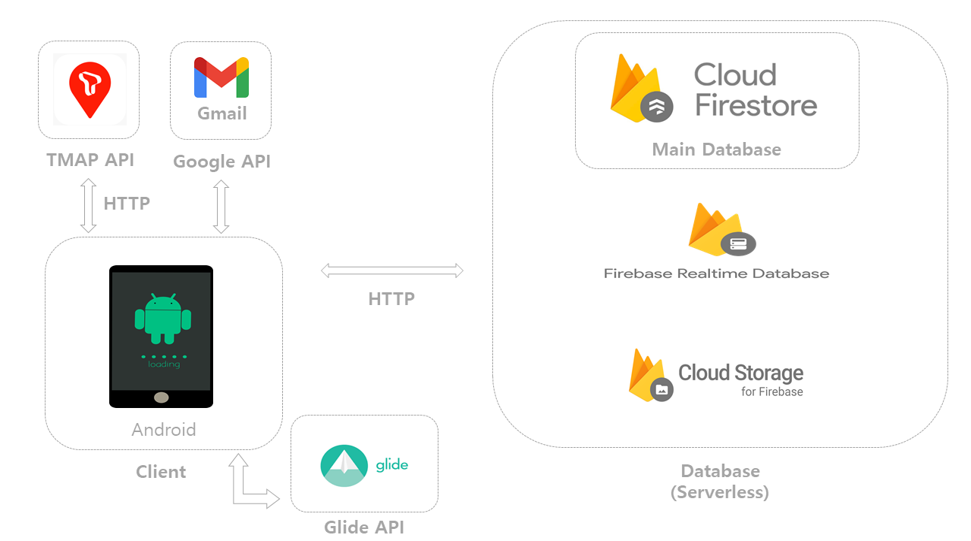 Gmail
TMAP API
Google API
HTTP
loading
Android
Client
glide
Glide API
HTTP
Cloud
Firestore
Main Database
Firebase Realtime Database
Cloud Storage
for Firebase
Database
(Serverless)